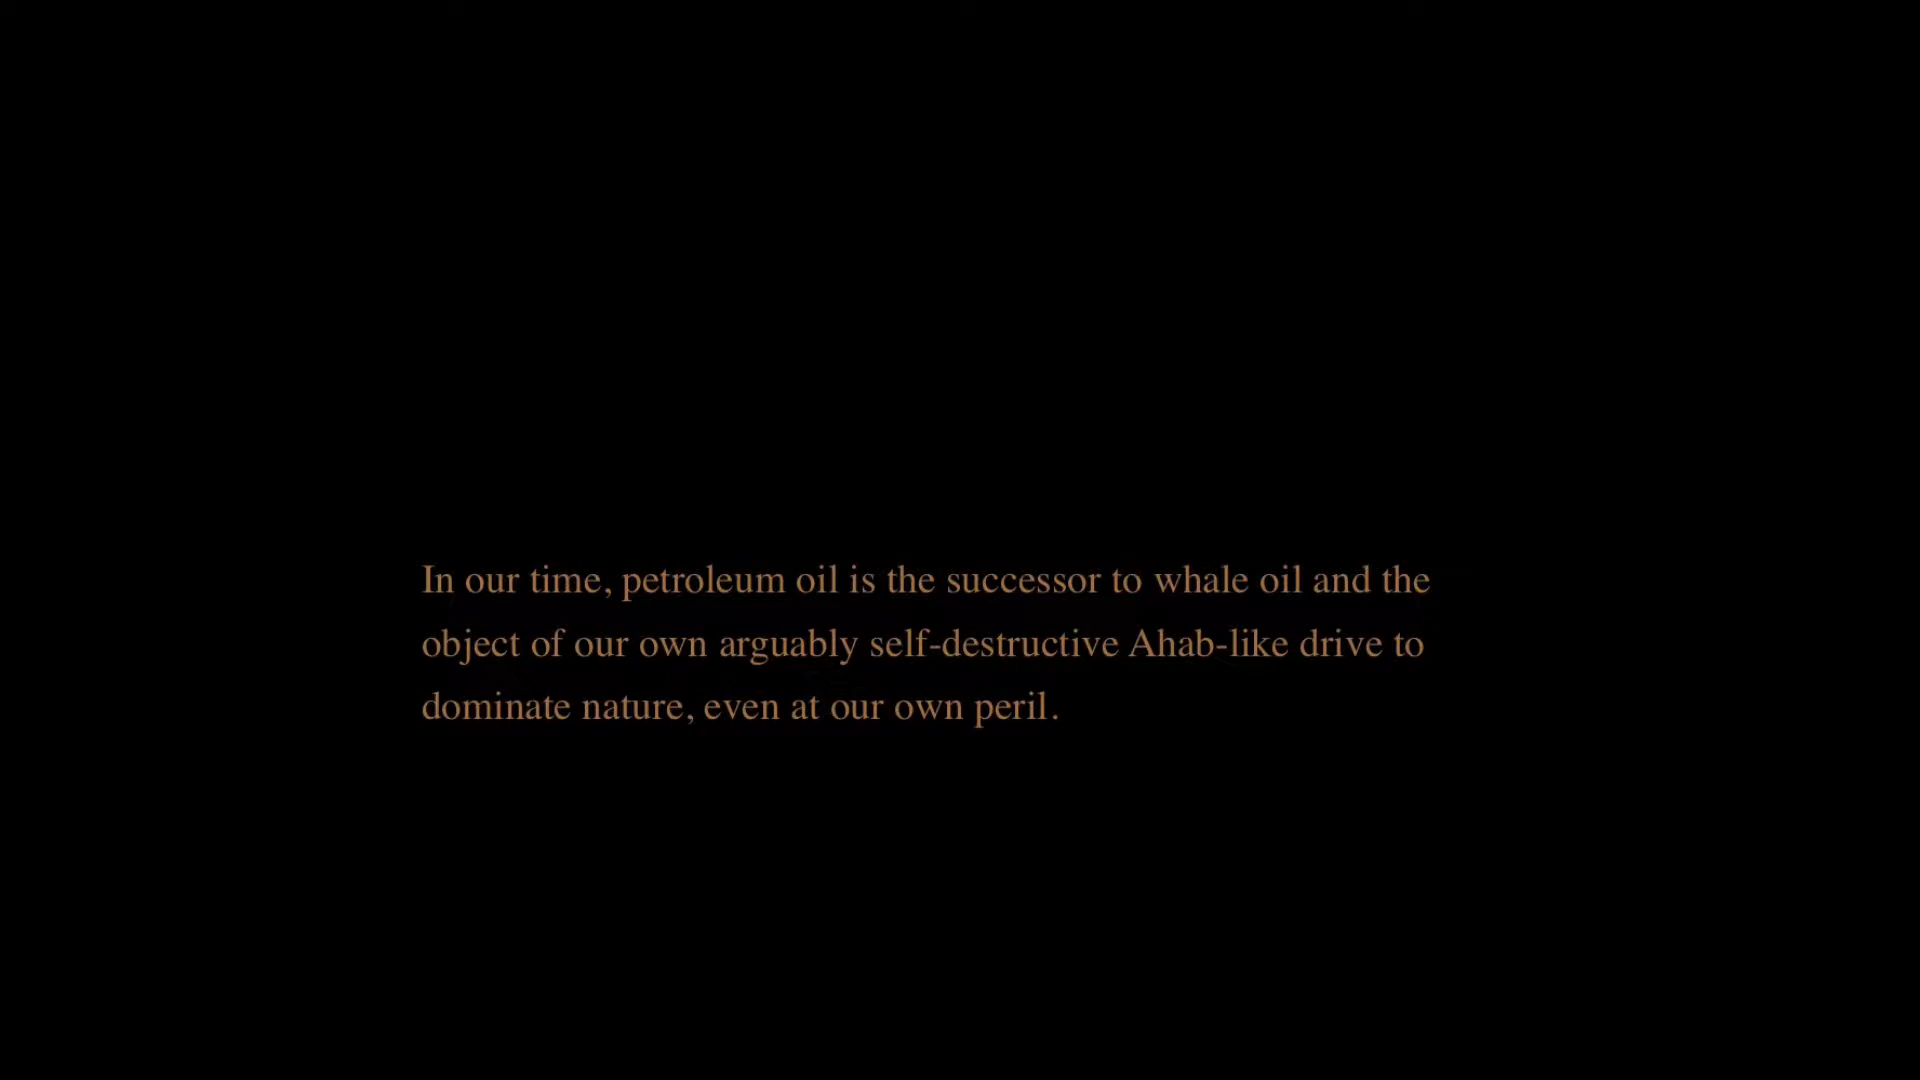 In our time, petroleum oil is the successor to whale oil and the
object of our own arguably self-destructive Ahab-like drive to
dominate nature, even at our own peril.